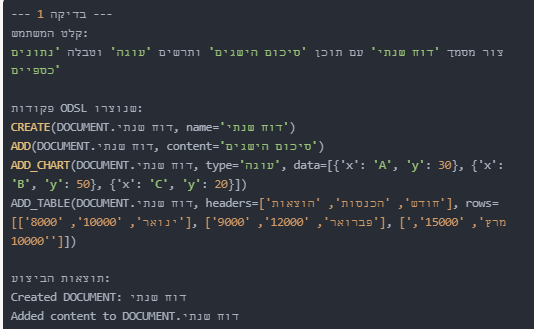 --- בדיקה 1 ---
קלט המשתמש:
צור מסמך 'דוח שנתי' עם תוכן 'סיכום הישגים' ותרשים 'עוגה' וטבלה 'נתונים
כספיים'
פקודות ODSL שנוצרו:
CREATE(DOCUMENT.דוח שנתי, name='דוח שנתי')
ADD(DOCUMENT.דוח שנתי, content='סיכום הישגים')
ADD_CHART(DOCUMENT.דוח שנתי, type='עוגה', data=[{'x': 'A', 'y': 30}, {'x':
'B', 'y': 50}, {'x': 'C', 'y': 20}])
ADD_TABLE(DOCUMENT.דוח שנתי, headers=['חודש', 'הכנסות', 'הוצאות'], rows=
[['ינואר', '10000', '8000'], ['פברואר', '12000', '9000'], ['מרץ', '15000',
'10000']])
תוצאות הביצוע:
Created DOCUMENT: דוח שנתי
Added content to DOCUMENT.דוח שנתי